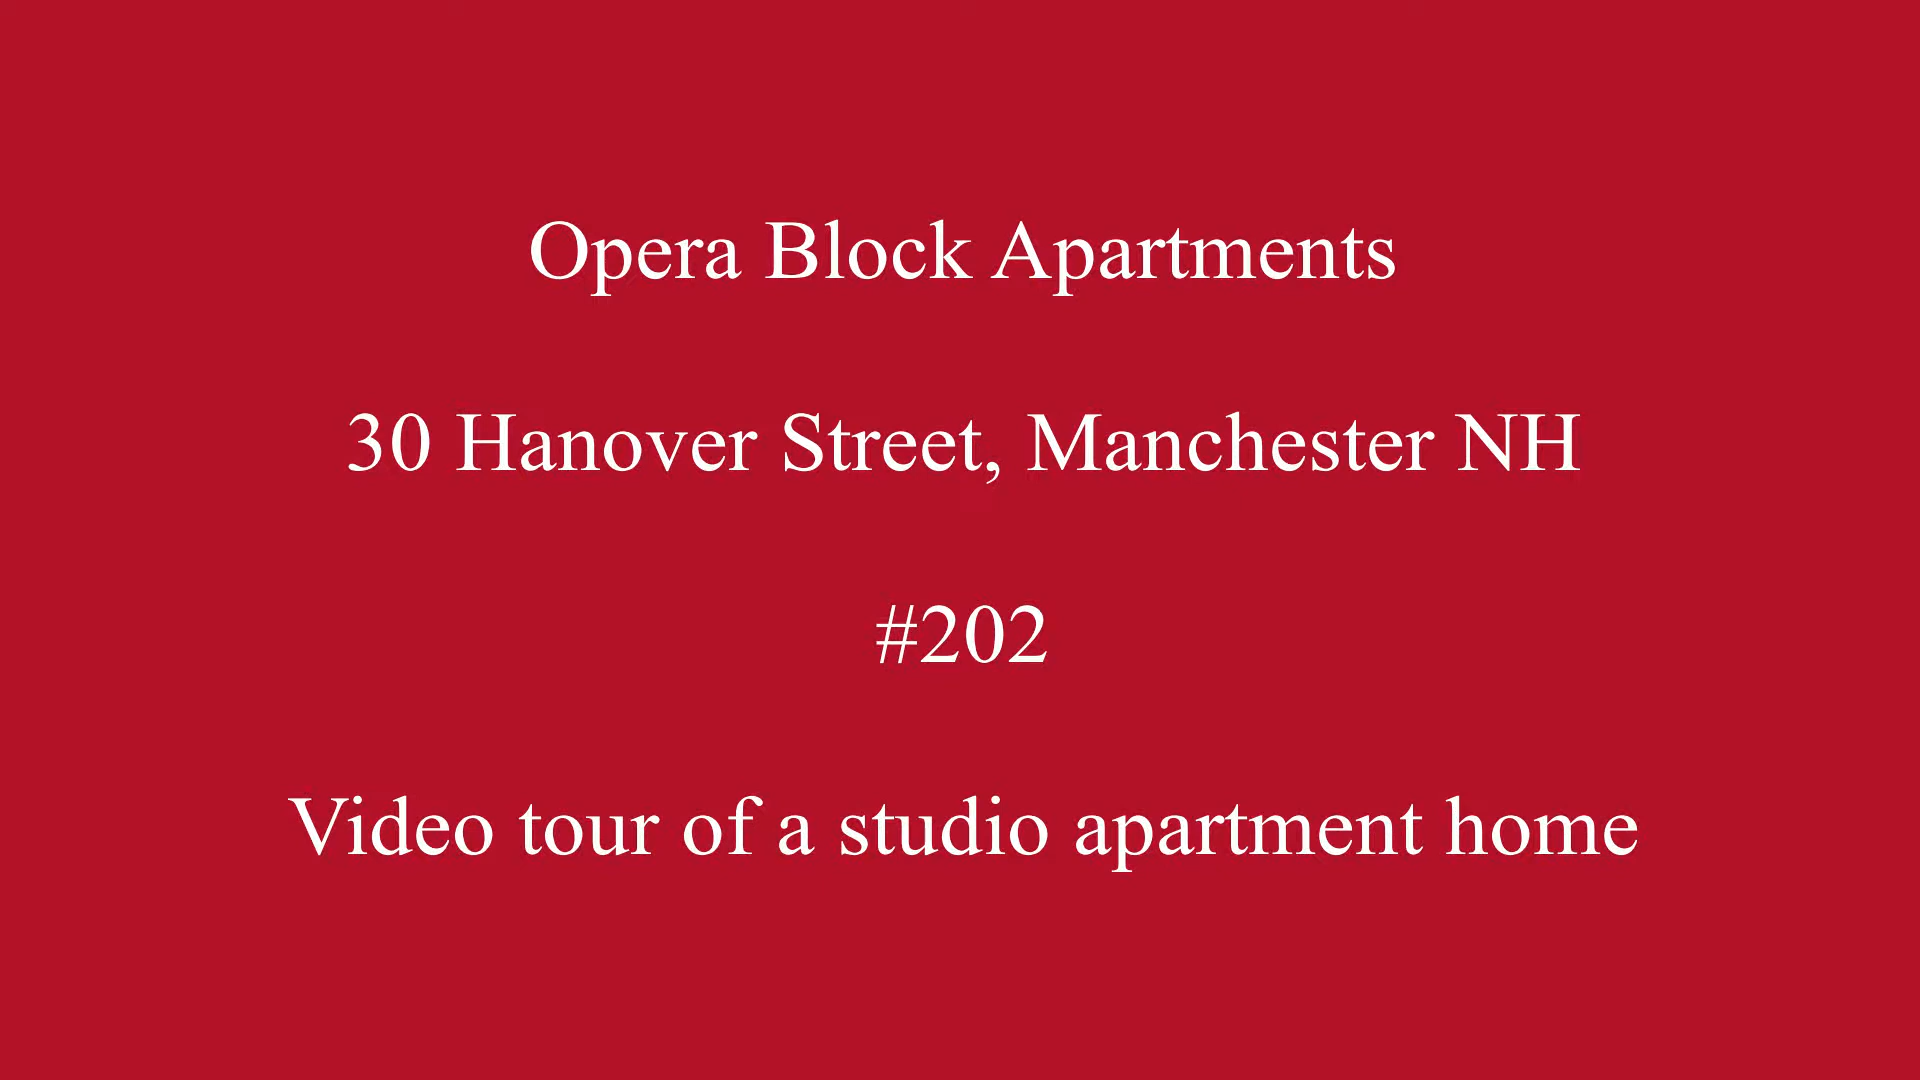 Opera Block Apartments
30 Hanover Street, Manchester NH
#202
Video tour of a studio apartment home